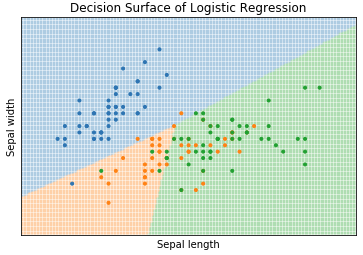 Decision Surface of Logistic Regression
Sepal width
Sepal length